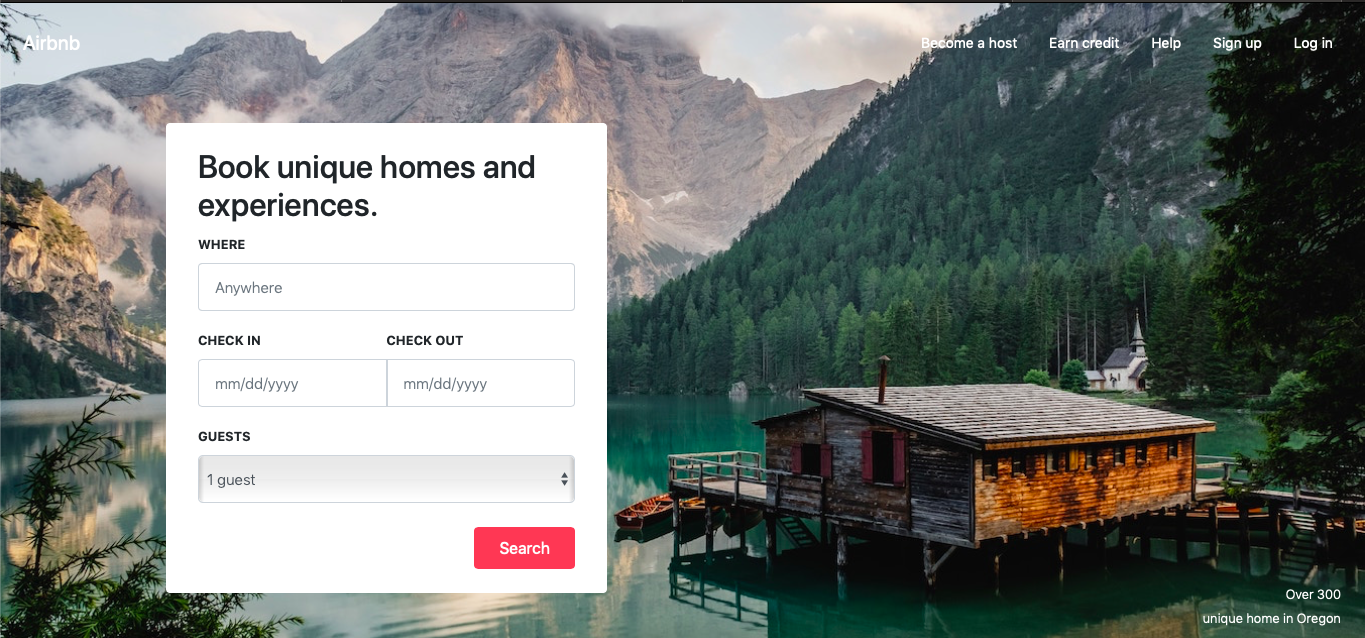 Airbnb
Become a host
Earn credit
Help
Sign up
Log in
Book unique homes and
experiences.
WHERE
Anywhere
CHECK IN
CHECK OUT
mm/dd/yyyy
mm/dd/yyyy
GUESTS
1 guest
Search
Over 300
unique home in Oregon